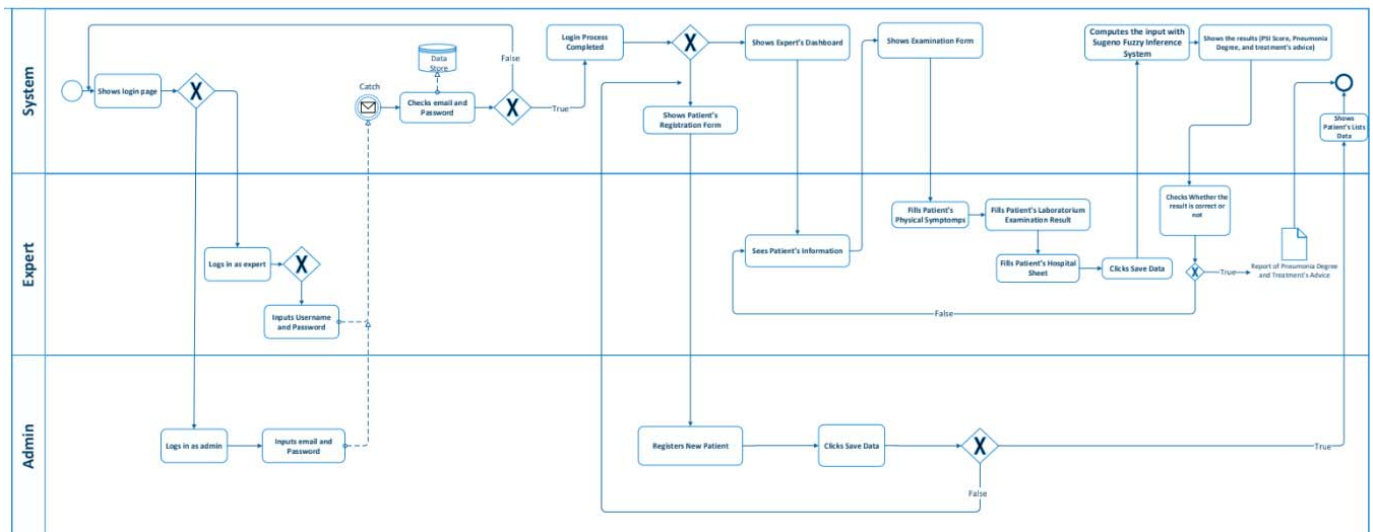 System
Shows login page
X
Data
Store
Catch
Checks email and
Password
X
False
True
Login Process
Completed
X
Shows Patient's
Registration Form
Shows Expert's Dashboard
Shows Examination Form
Computes the input with
Sugeno Fuzzy Inference
System
Shows the results (PSI Score, Pneumonia
Degree, and treatment's advice)
Shows
Patient's Lists
Data
Expert
Logs in as expert
X
Inputs Username
and Password
Sees Patient's Information
Fills Patient's
Physical Symptomps
Fills Patient's Laboratorium
Examination Result
Fills Patient's Hospital
Sheet
Clicks Save Data
Checks Whether the
result is correct or
not
X
True
False
Report of Pneumonia Degree
and Treatment's Advice
Admin
Logs in as admin
Inputs email and
Password
Registers New Patient
Clicks Save Data
X
True
False